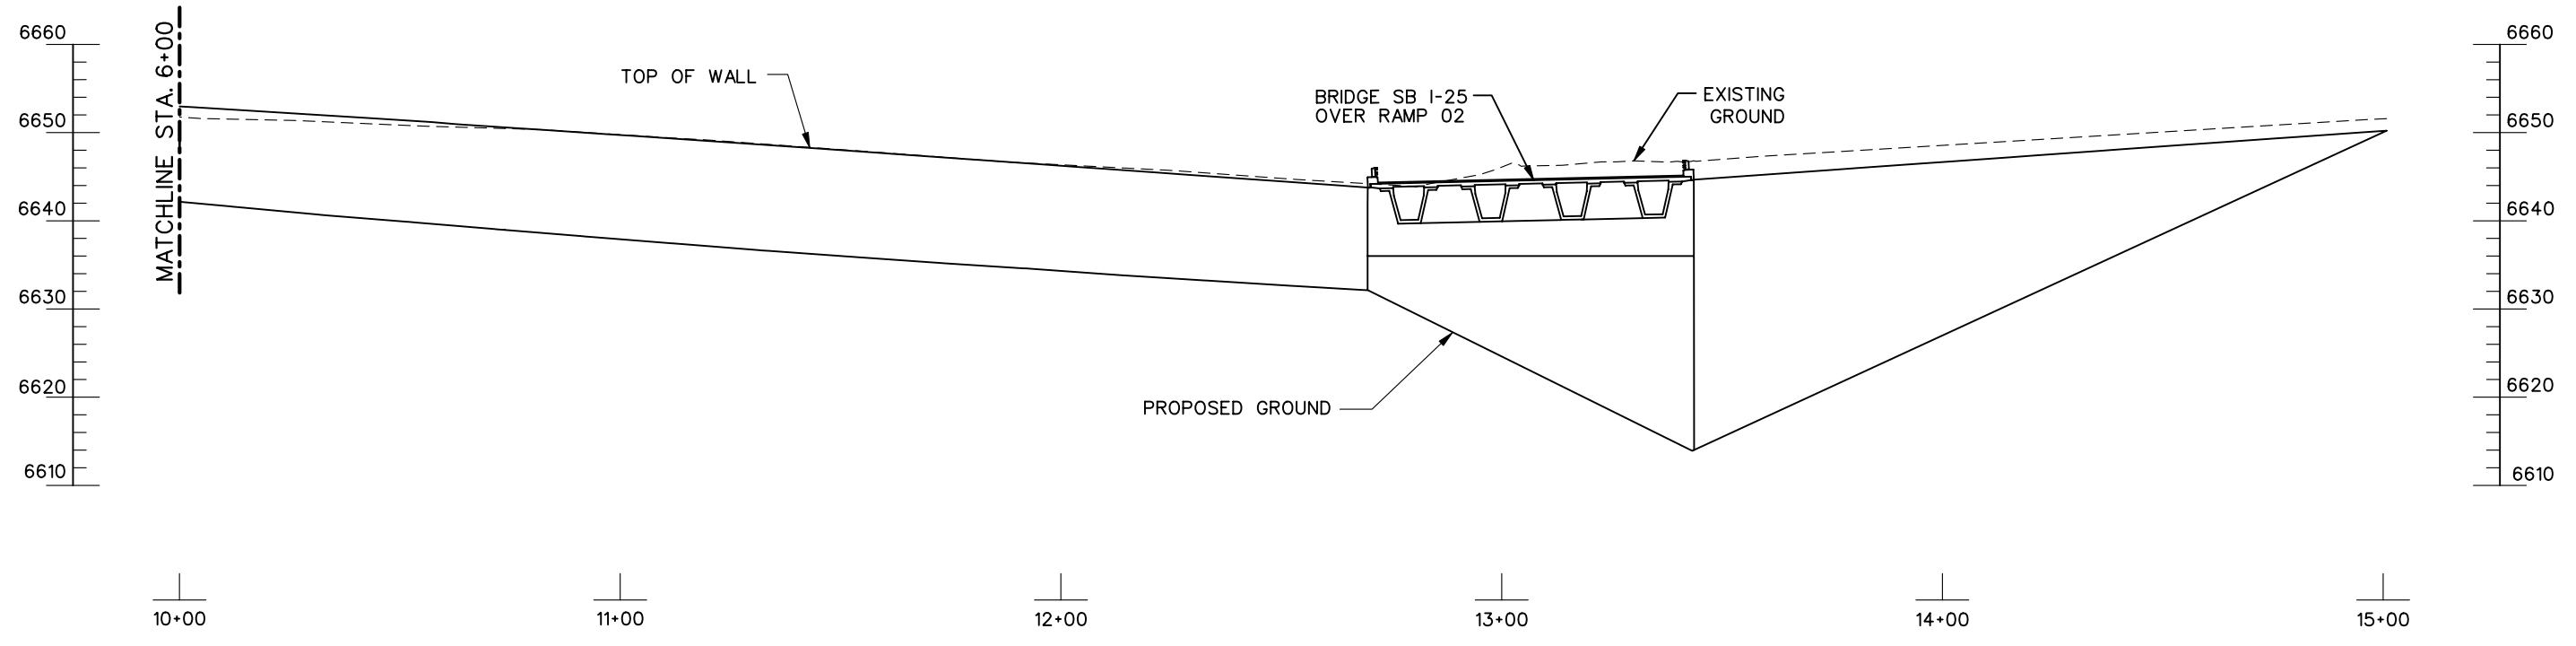 6660
6650
6640
6630
6620
6610
MATCHLINE STA. 6+00
TOP OF WALL
BRIDGE SB I-25
OVER RAMP 02
EXISTING
GROUND
PROPOSED GROUND
6660
6650
6640
6630
6620
6610
10+00
11+00
12+00
13+00
14+00
15+00